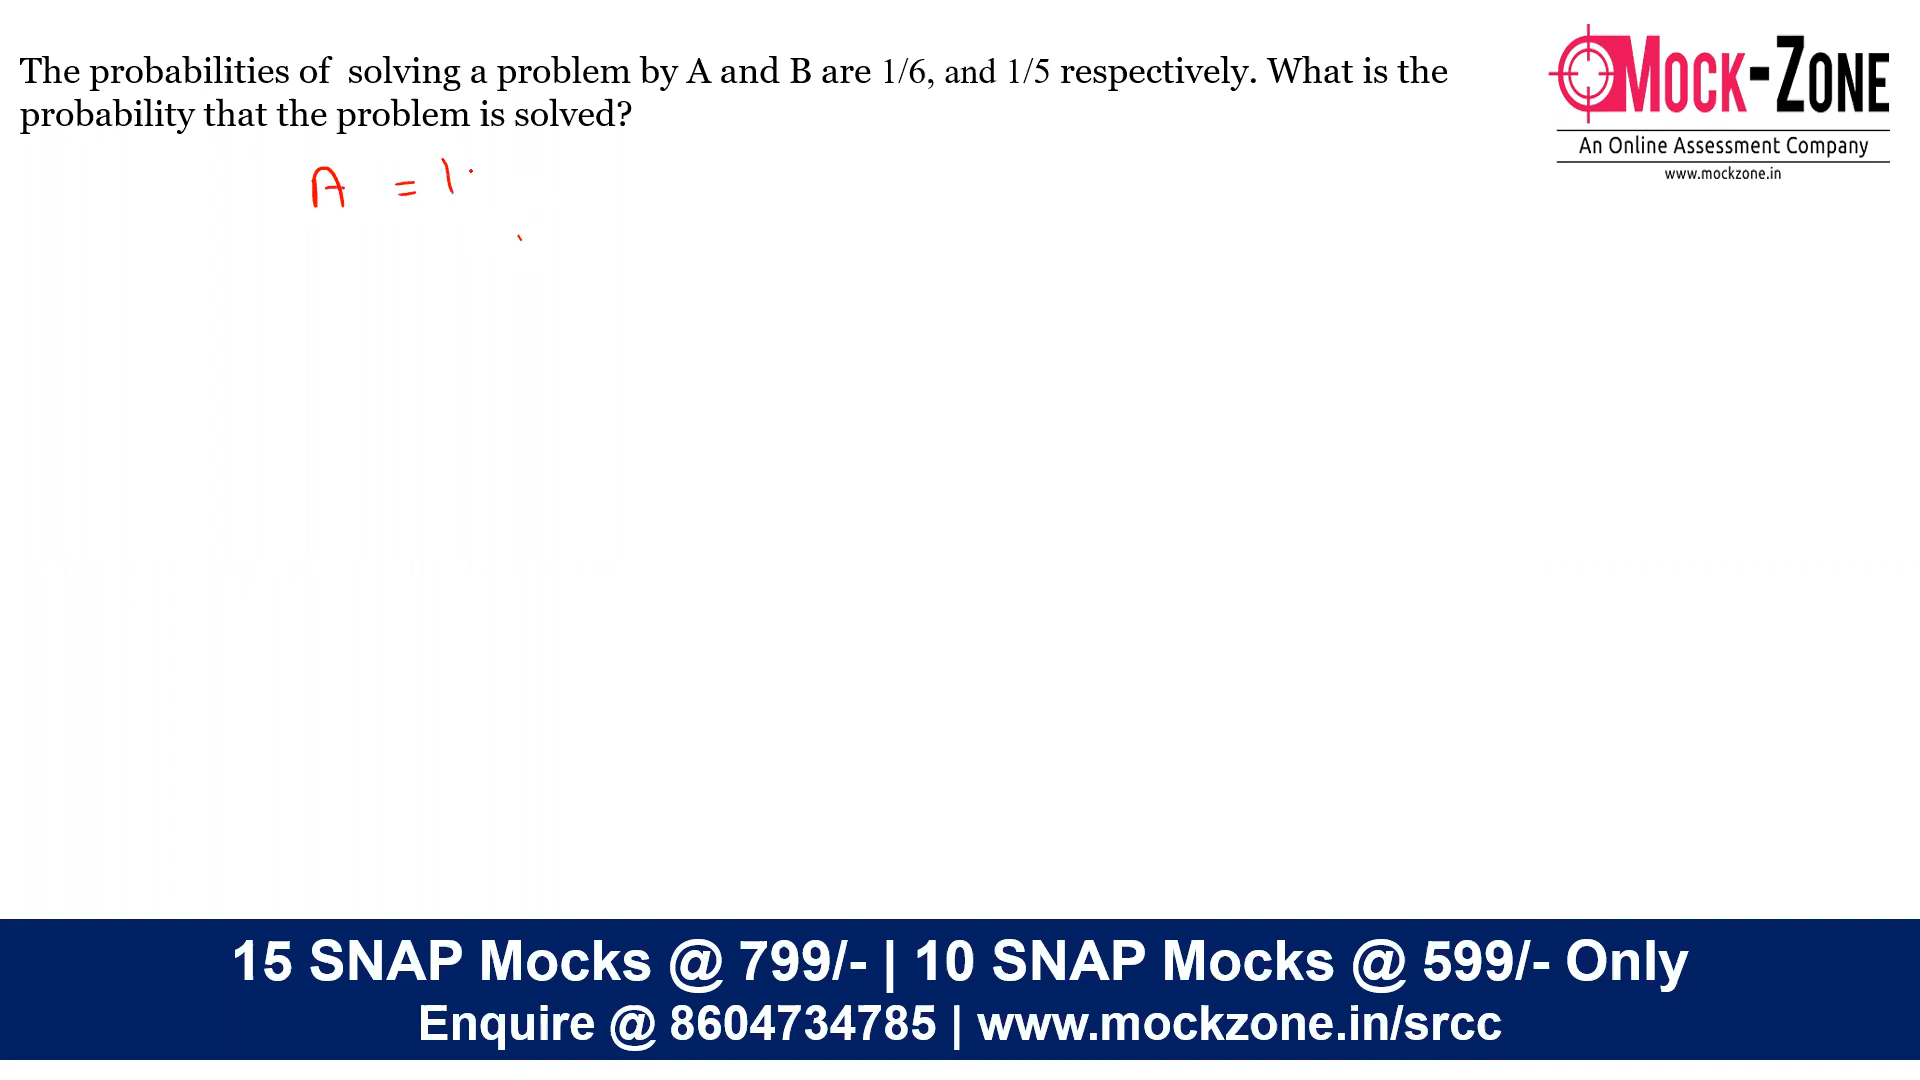 The probabilities of solving a problem by A and B are 1/6, and 1/5 respectively. What is the
probability that the problem is solved?
MOCK-ZONE
An Online Assessment Company
www.mockzone.in
A = 1
15 SNAP Mocks @ 799/- | 10 SNAP Mocks @ 599/- Only
Enquire @ 8604734785 | www.mockzone.in/srcc